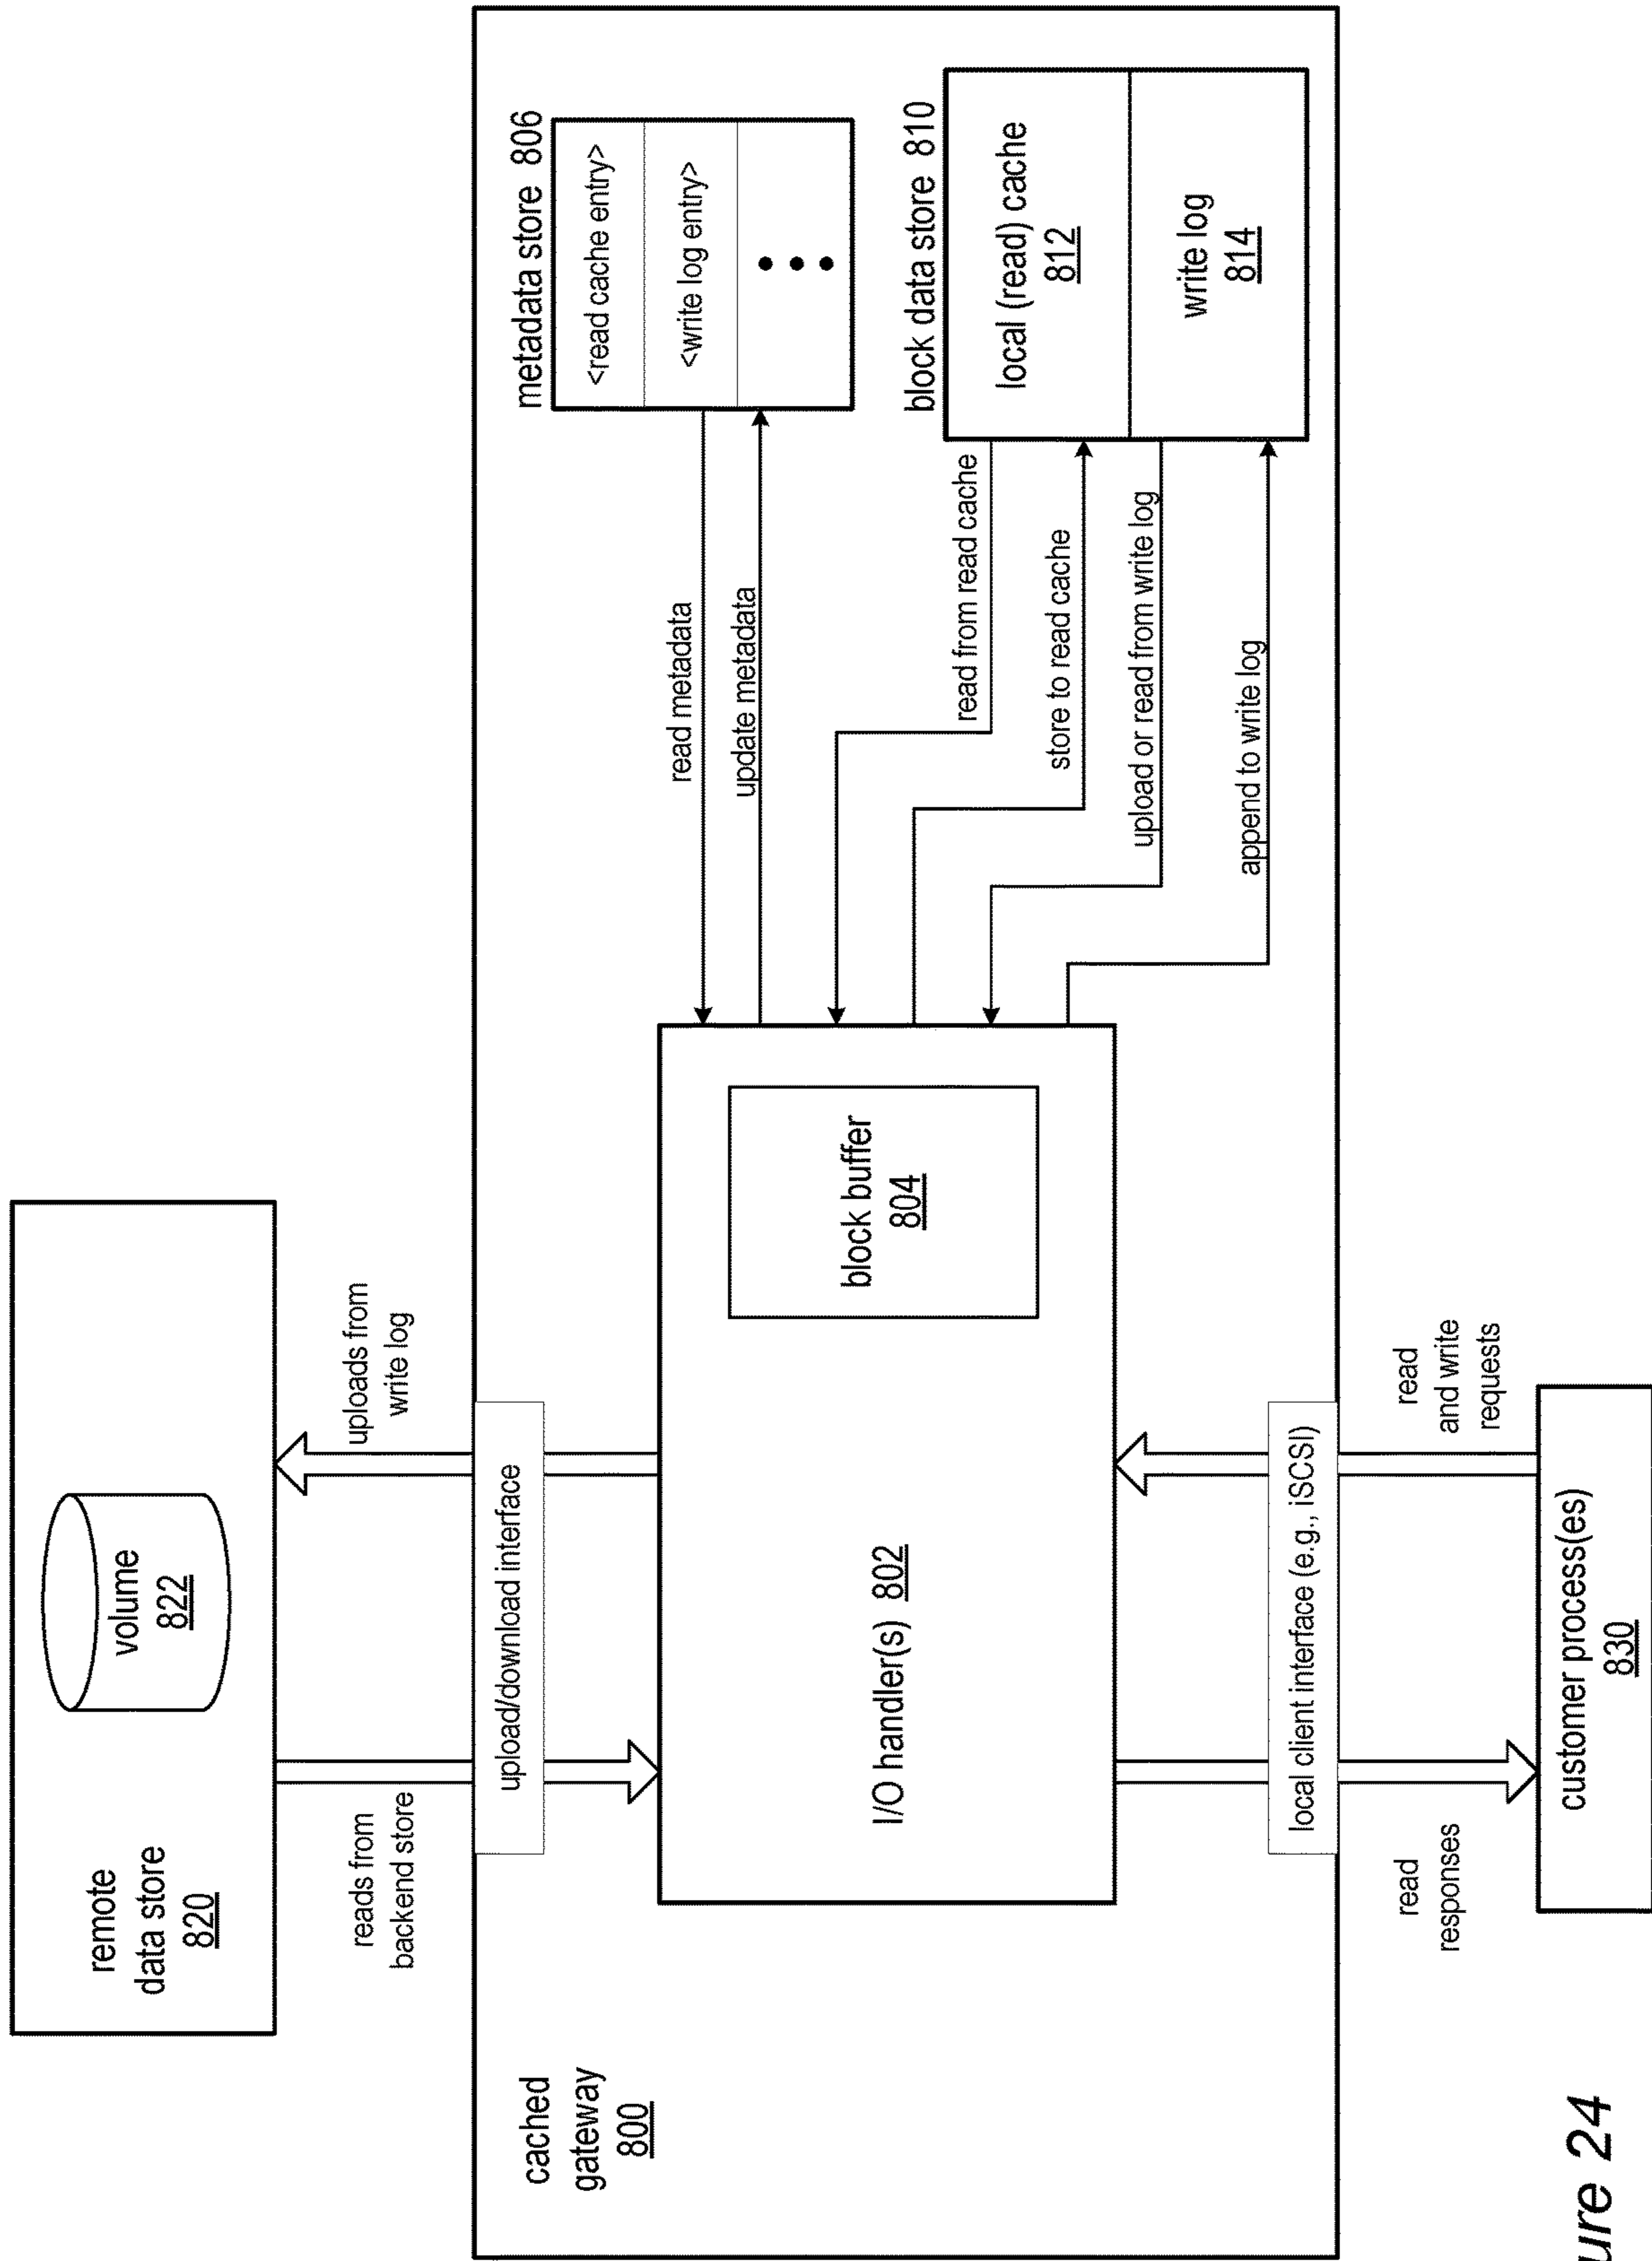 remote
data store
820
volume
822
reads from
backend store
uploads from
write log
cached
gateway
800
upload/download interface
I/O handler(s) 802
block buffer
804
read metadata
update metadata
metadata store 806
<read cache entry>
<write log entry>
read from read cache
store to read cache
upload or read from write log
append to write log
block data store 810
local (read) cache
812
write log
814
local client interface (e.g., iSCSI)
read
responses
read
and write
requests
customer process(es)
830
ure 24